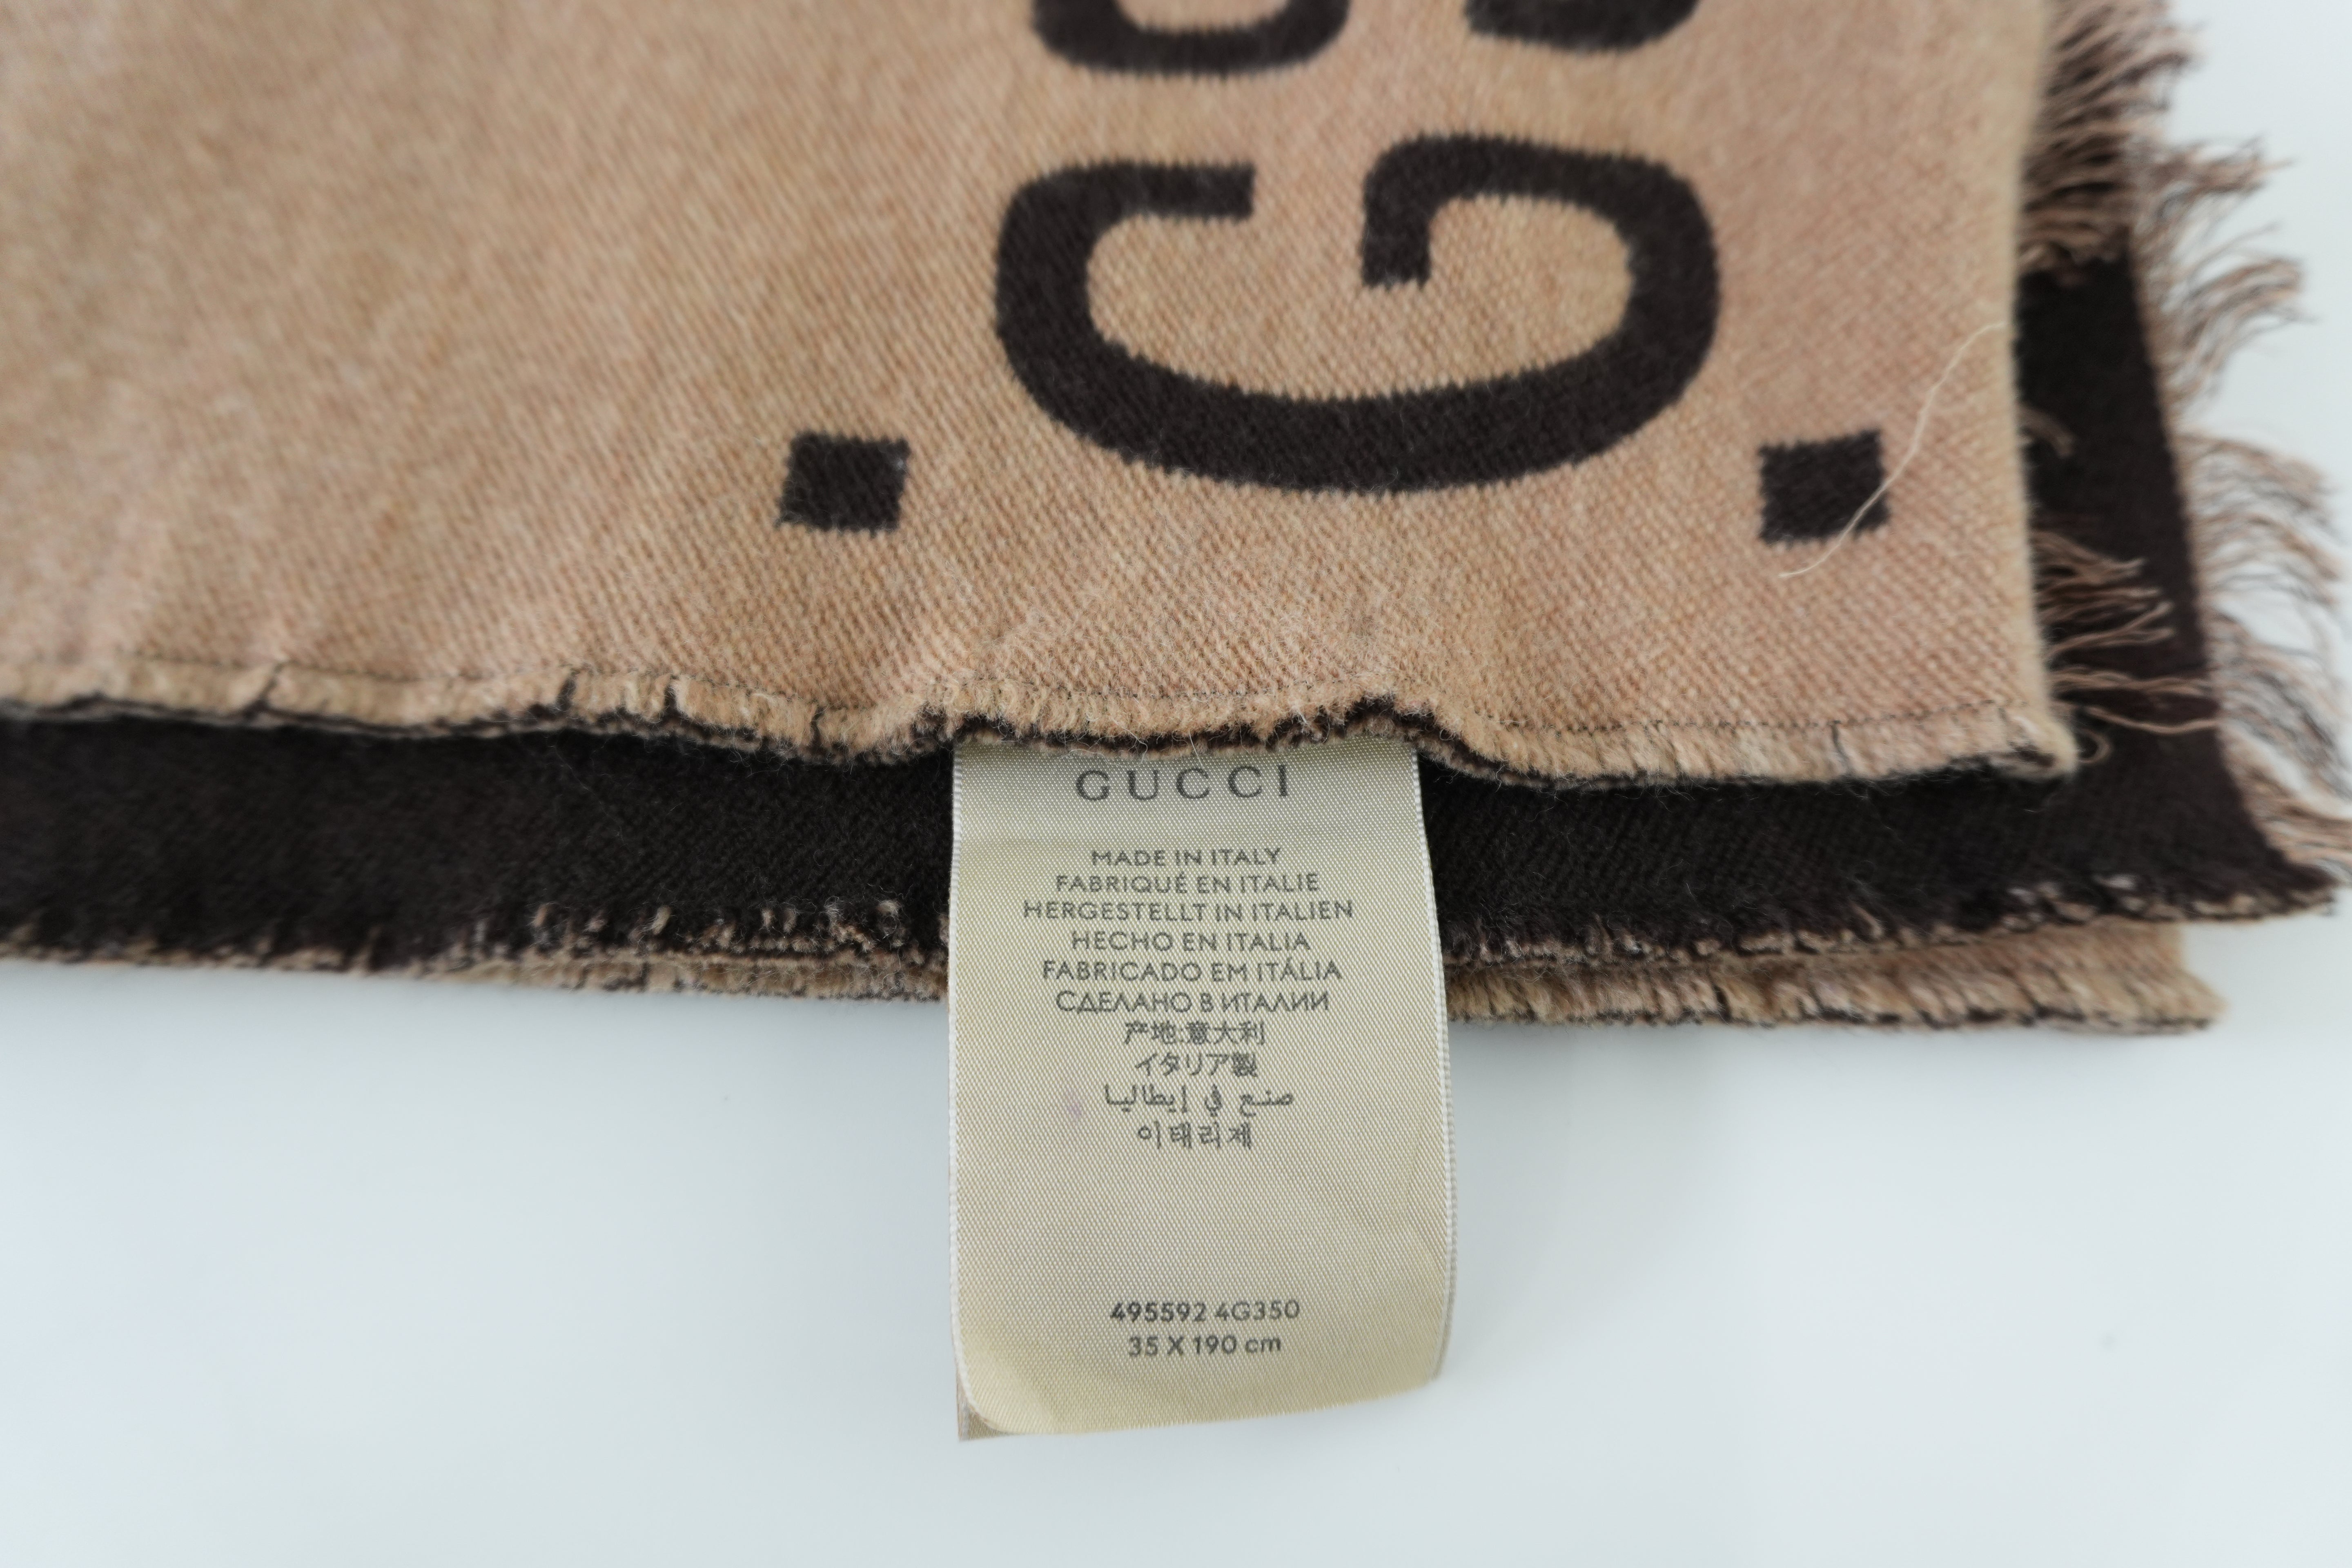 G
GUCCI
MADE IN ITALY
FABRIQUÉ EN ITALIE
HERGESTELLT IN ITALIEN
HECHO EN ITALIA
FABRICADO EM ITÁLIA
СДЕЛАНО В ИТАЛИИ
产地:意大利
イタリア製
صنع في إيطاليا
이태리제
495592 4G350
35 X 190 cm